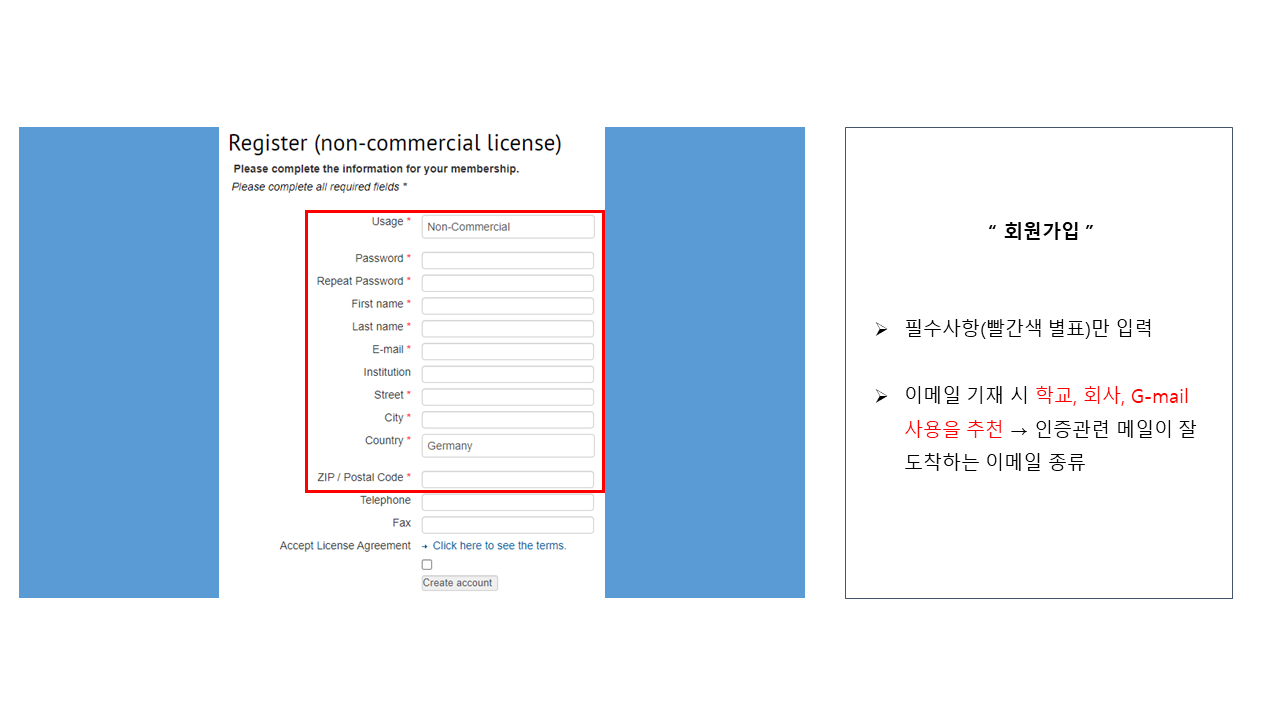 Register (non-commercial license)
Please complete the information for your membership.
Please complete all required fields *
Usage * Non-Commercial
Password *
Repeat Password *
First name *
Last name *
E-mail *
Institution
Street *
City *
Country * Germany
ZIP / Postal Code *
Telephone
Fax
Accept License Agreement → Click here to see the terms.
Create account
“ 회원가입 ”
➢ 필수사항(빨간색 별표)만 입력
➢ 이메일 기재 시 학교, 회사, G-mail
사용을 추천 → 인증관련 메일이 잘
도착하는 이메일 종류